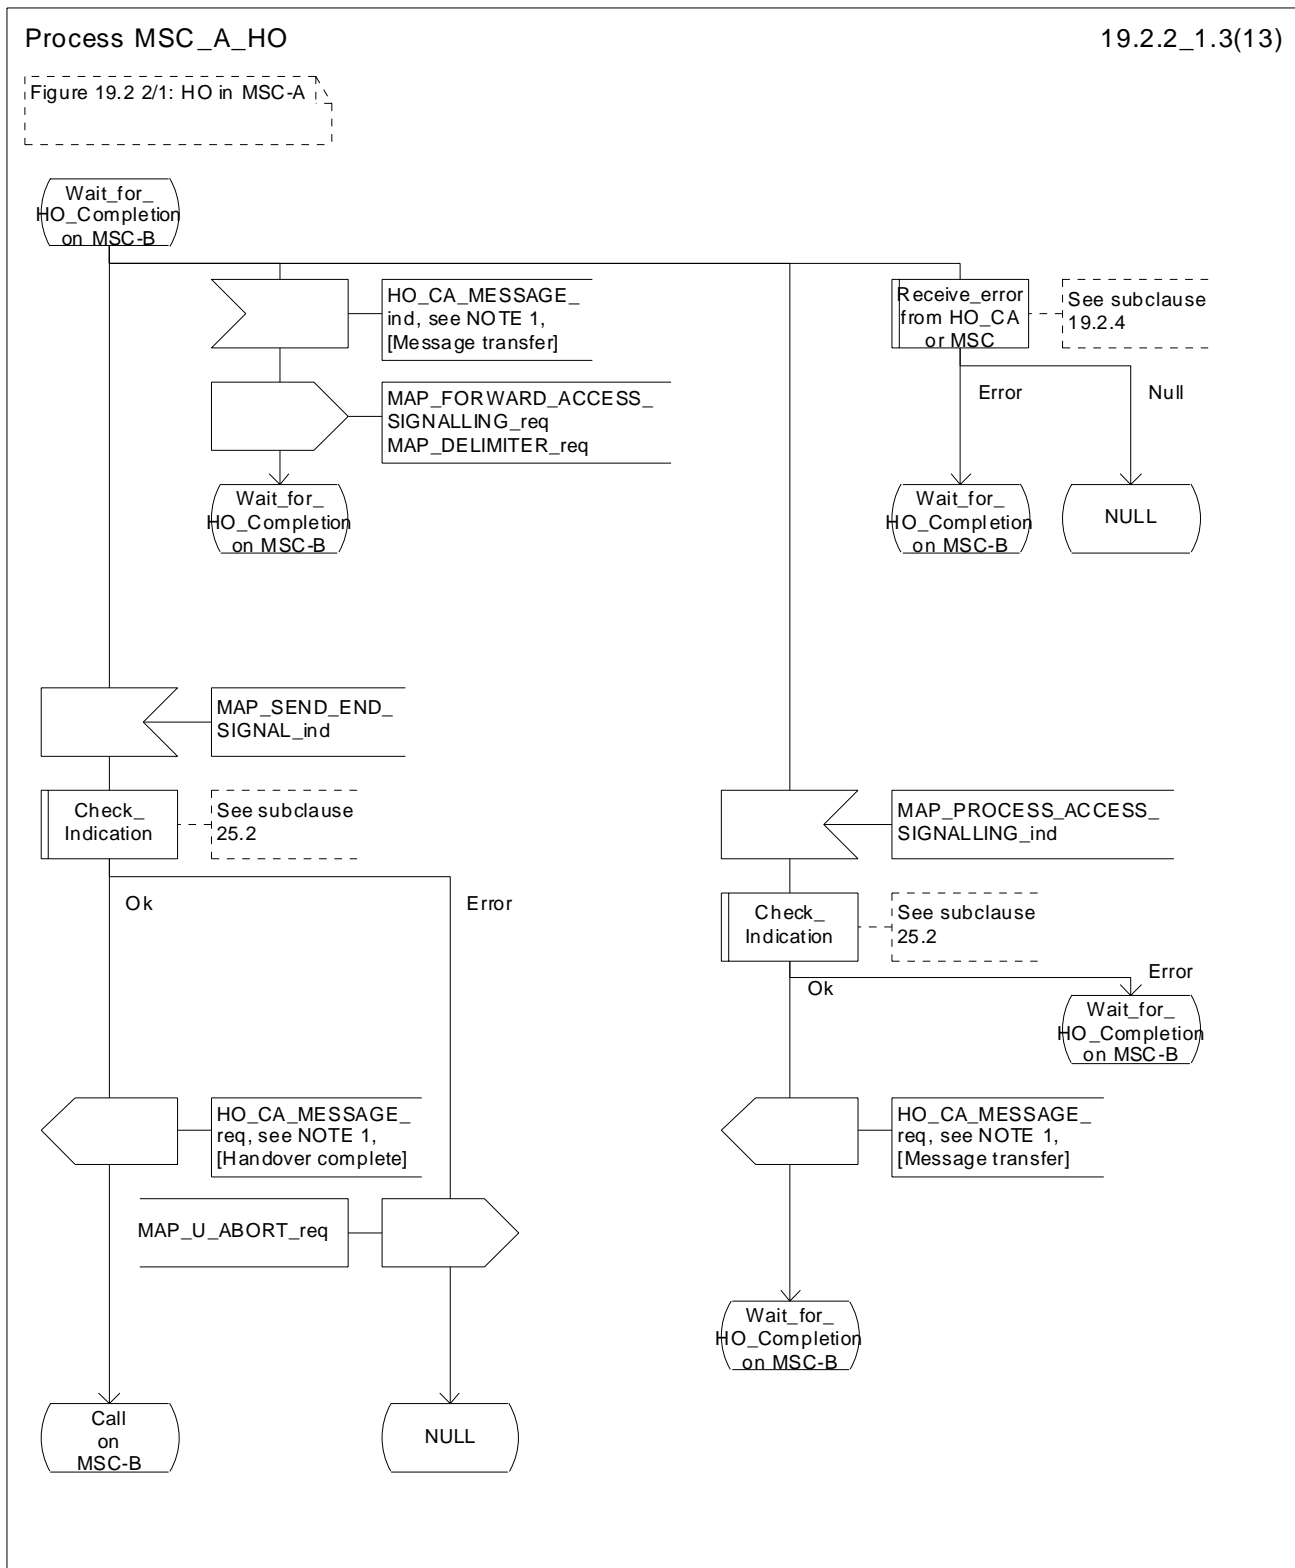 Process MSC_A_HO
19.2.2_1.3(13)
Figure 19.2 2/1: HO in MSC-A
Wait_for_
HO_Completion
on MSC-B
HO_CA_MESSAGE_
ind, see NOTE 1,
[Message transfer]
Receive_error
from HO_CA
or MSC
See subclause
19.2.4
MAP_FORWARD_ACCESS_
SIGNALLING_req
MAP_DELIMITER_req
Error
Null
Wait_for_
HO_Completion
on MSC-B
Wait_for_
HO_Completion
on MSC-B
NULL
MAP_SEND_END_
SIGNAL_ind
Check_
Indication
See subclause
25.2
MAP_PROCESS_ACCESS_
SIGNALLING_ind
Ok
Error
Check_
Indication
See subclause
25.2
Ok
Error
Wait_for_
HO_Completion
on MSC-B
HO_CA_MESSAGE_
req, see NOTE 1,
[Handover complete]
HO_CA_MESSAGE_
req, see NOTE 1,
[Message transfer]
MAP_U_ABORT_req
Wait_for_
HO_Completion
on MSC-B
Call
on
MSC-B
NULL